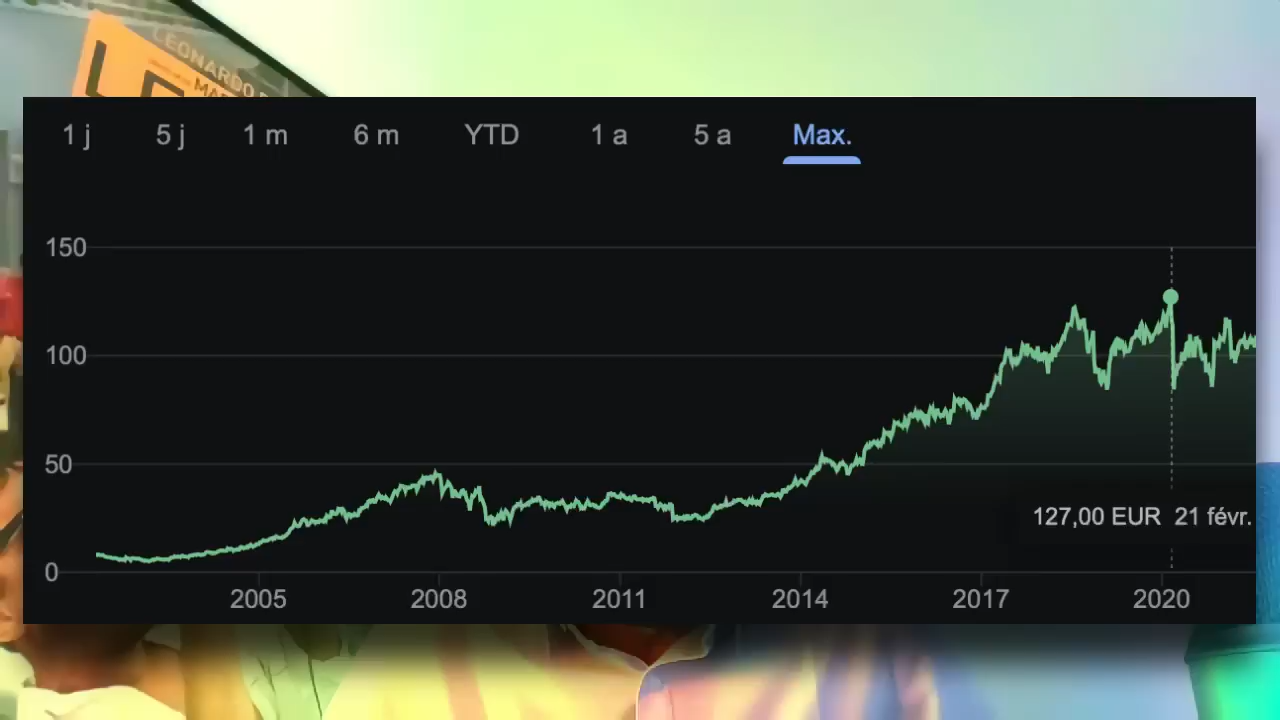 LEONARDO
1 j 5 j 1 m 6 m YTD 1 a 5 a Max.
150
100
50
127,00 EUR 21 févr.
0
2005 2008 2011 2014 2017 2020